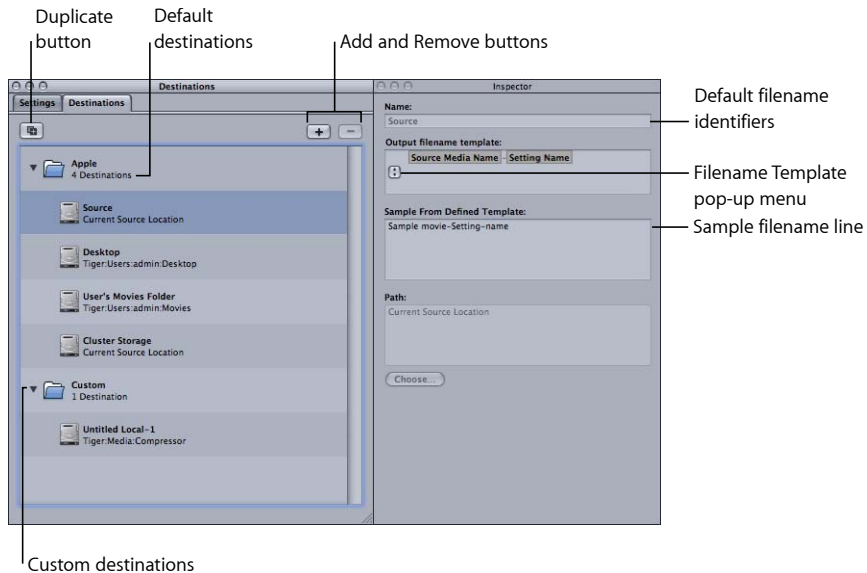 Duplicate
button
Default
destinations
Add and Remove buttons
Destinations
Settings
Destinations
+
−
Apple
4 Destinations
Source
Current Source Location
Desktop
Tiger:Users:admin:Desktop
User's Movies Folder
Tiger:Users:admin:Movies
Cluster Storage
Current Source Location
Custom
1 Destination
Untitled Local-1
Tiger:Media:Compressor
Custom destinations
Inspector
Name:
Source
Output filename template:
Source Media Name - Setting Name
Sample From Defined Template:
Sample movie-Setting-name
Path:
Current Source Location
Choose...
Default filename
identifiers
Filename Template
pop-up menu
Sample filename line